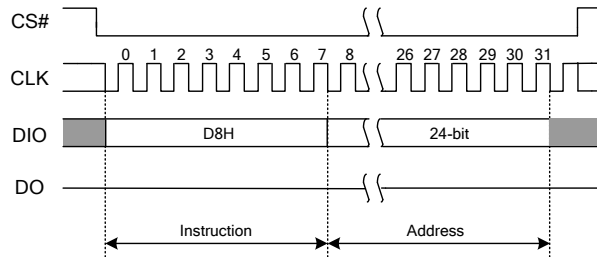 CS#
0 1 2 3 4 5 6 7 8 26 27 28 29 30 31
CLK
DIO D8H 24-bit
DO
Instruction Address